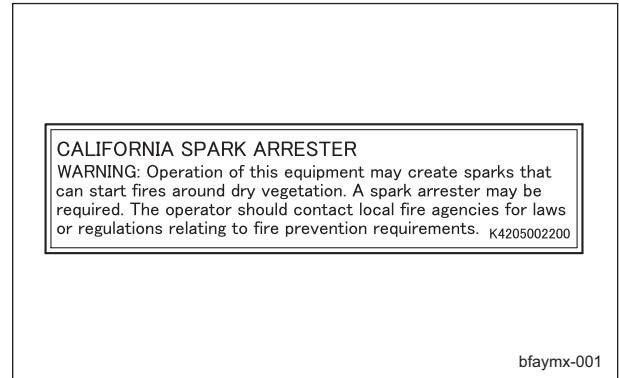 CALIFORNIA SPARK ARRESTER
WARNING: Operation of this equipment may create sparks that
can start fires around dry vegetation. A spark arrester may be
required. The operator should contact local fire agencies for laws
or regulations relating to fire prevention requirements. K4205002200
bfaymx-001